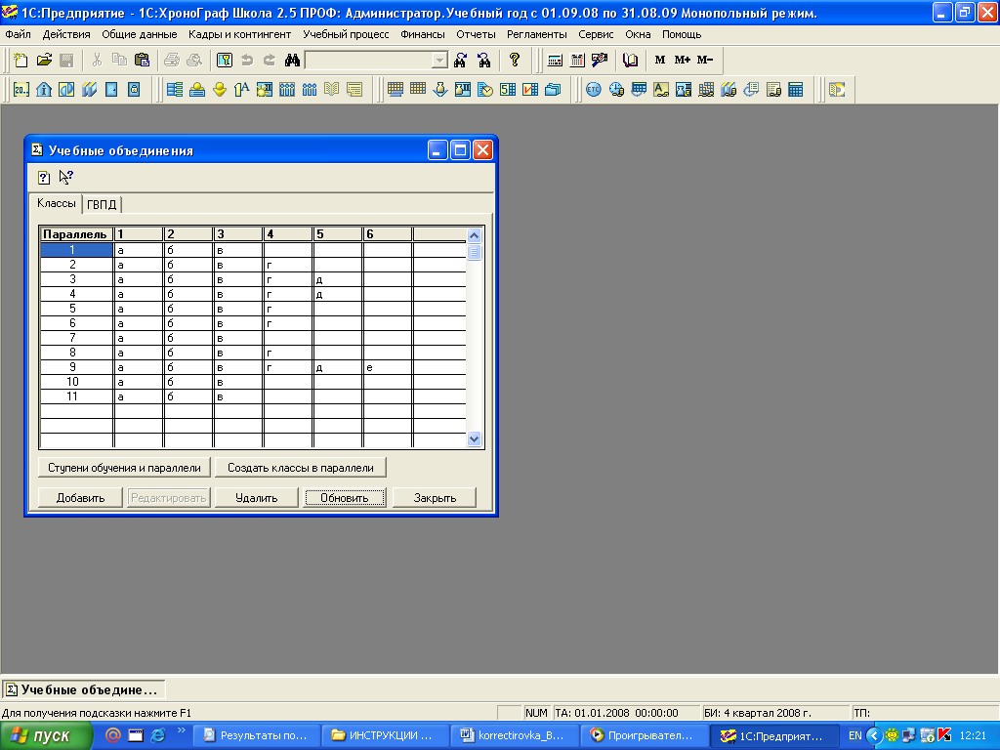 1С:Предприятие - 1С:ХроноГраф Школа 2.5 ПРОФ: Администратор.Учебный год с 01.09.08 по 31.08.09 Монопольный режим.
Файл Действия Общие данные Кадры и контингент Учебный процесс Финансы Отчеты Регламенты Сервис Окна Помощь
M M+ M-
Учебные объединения
Классы ГВПД
Параллель 1 2 3 4 5 6
1 а б в
2 а б в г
3 а б в г д
4 а б в г д
5 а б в г
6 а б в г
7 а б в
8 а б в г
9 а б в г д е
10 а б в
11 а б в
Ступени обучения и параллели Создать классы в параллели
Добавить Редактировать Удалить Обновить Закрыть
Учебные объедине...
Для получения подсказки нажмите F1 NUM TA: 01.01.2008 00:00:00 БИ: 4 квартал 2008 г. ТП:
пуск Результаты по... ИНСТРУКЦИИ ... korrectirovka_B... Проигрывател... 1С:Предприят... EN 12:21